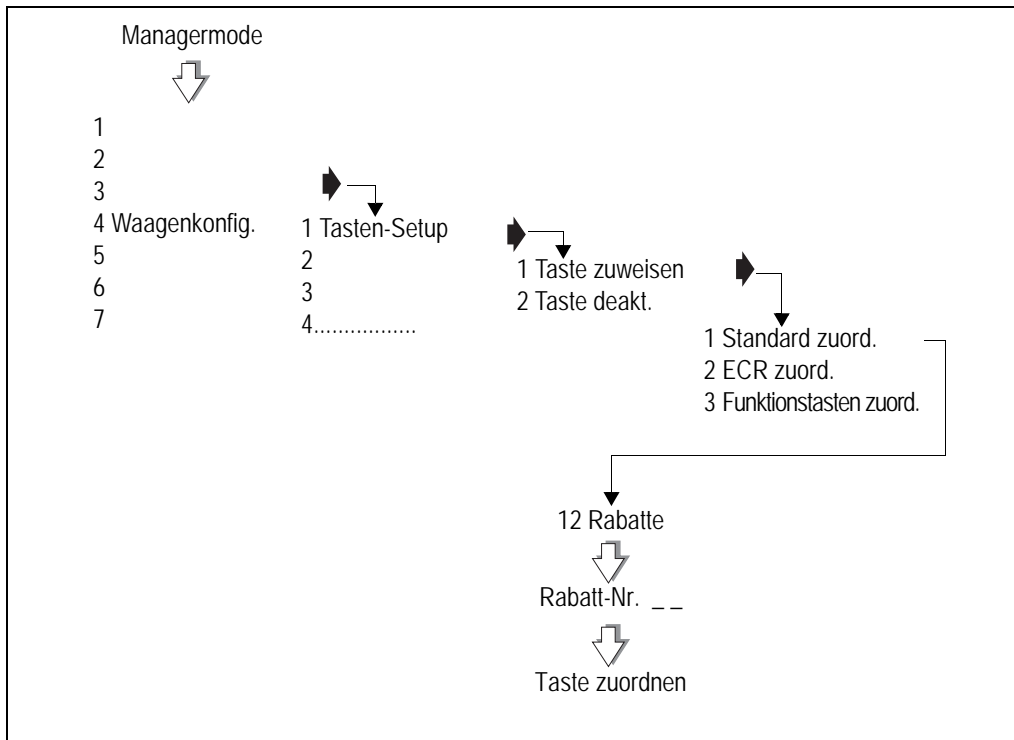 Managermode
1
2
3
4 Waagenkonfig.
5
6
7
1 Tasten-Setup
2
3
4.................
1 Taste zuweisen
2 Taste deakt.
1 Standard zuord.
2 ECR zuord.
3 Funktionstasten zuord.
12 Rabatte
Rabatt-Nr. _ _
Taste zuordnen